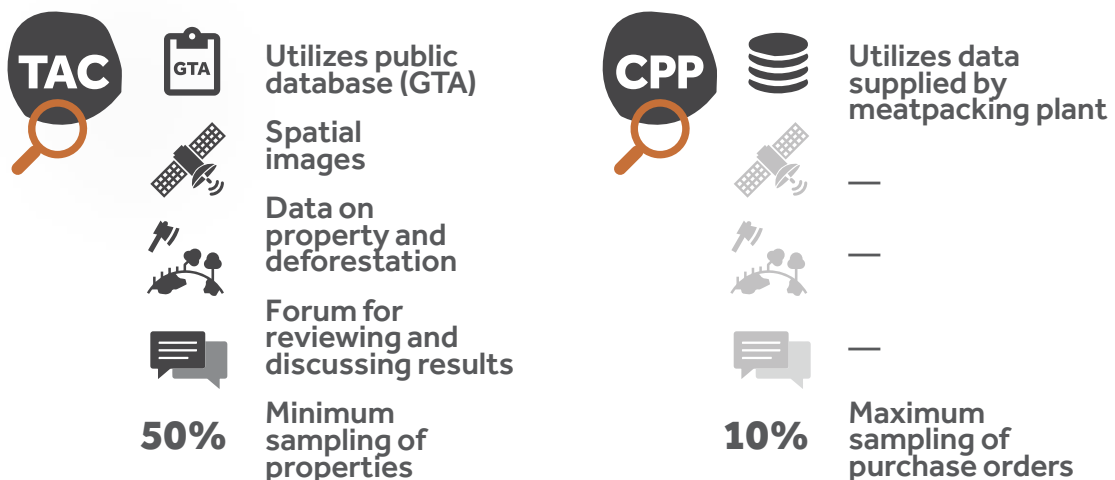 TAC
GTA
Utilizes public
database (GTA)
Spatial
images
Data on
property and
deforestation
Forum for
reviewing and
discussing results
50%
Minimum
sampling of
properties
CPP
Utilizes data
supplied by
meatpacking plant
—
—
—
10%
Maximum
sampling of
purchase orders